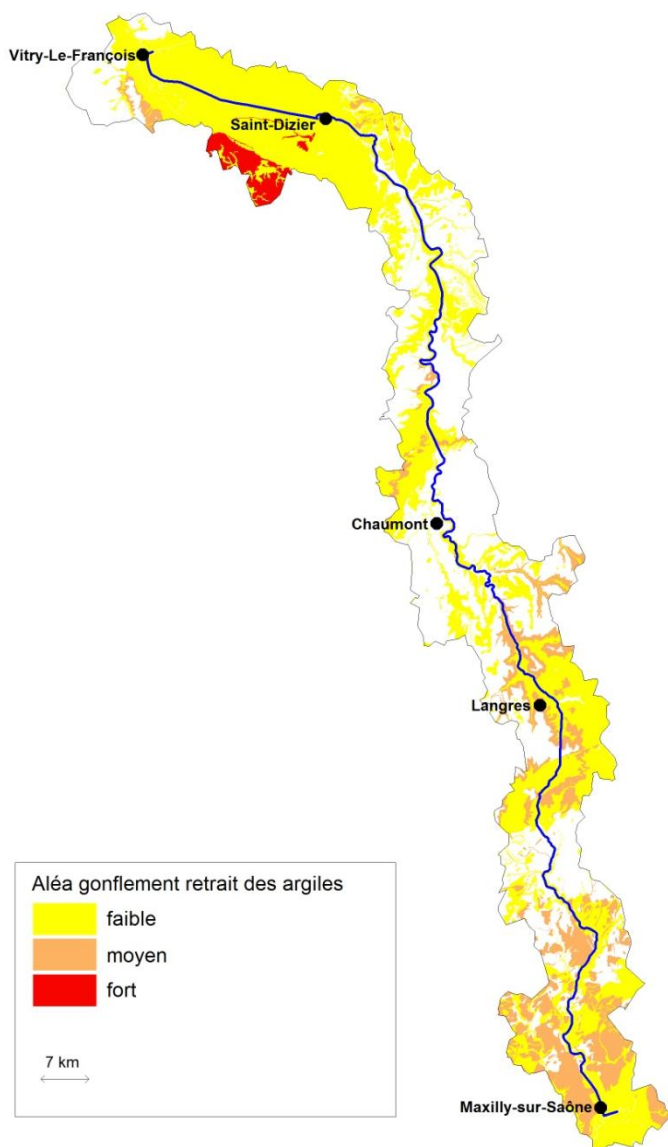 Vitry-Le-François
Saint-Dizier
Chaumont
Langres
Aléa gonflement retrait des argiles
faible
moyen
fort
7 km
Maxilly-sur-Saône